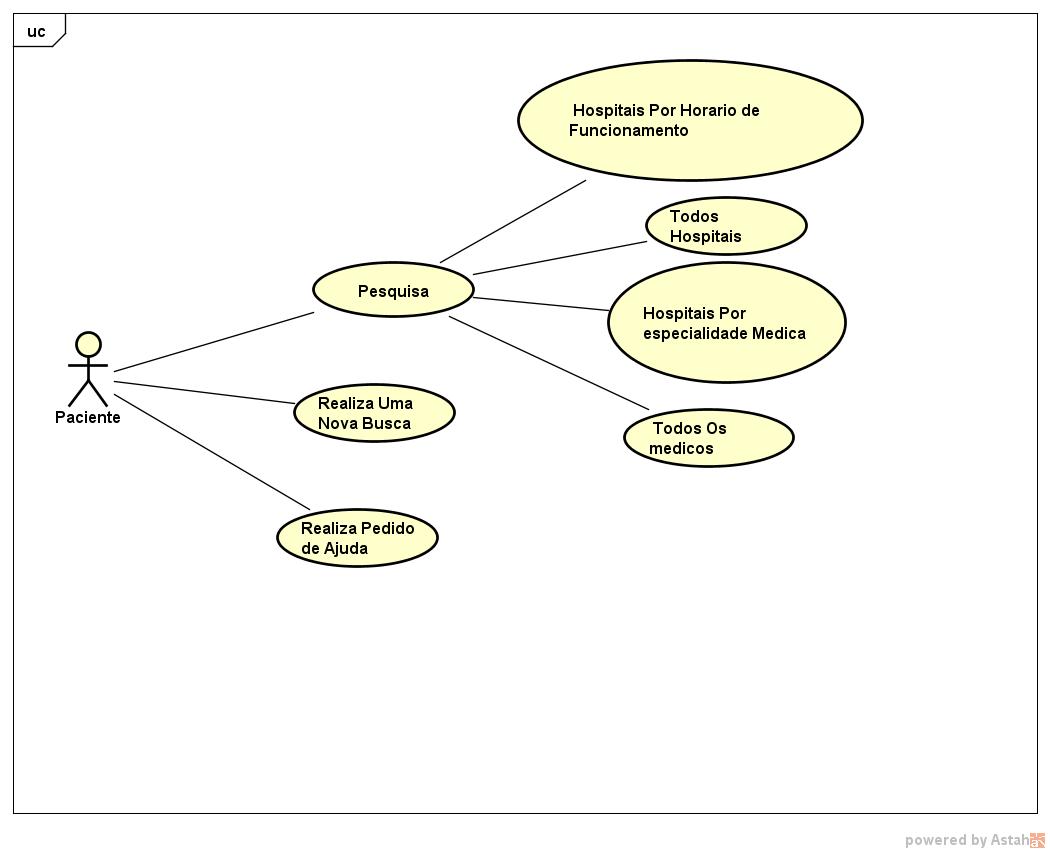 uc
Hospitais Por Horario de
Funcionamento
Todos
Hospitais
Pesquisa
Hospitais Por
especialidade Medica
Paciente
Realiza Uma
Nova Busca
Todos Os
medicos
Realiza Pedido
de Ajuda
powered by Astah